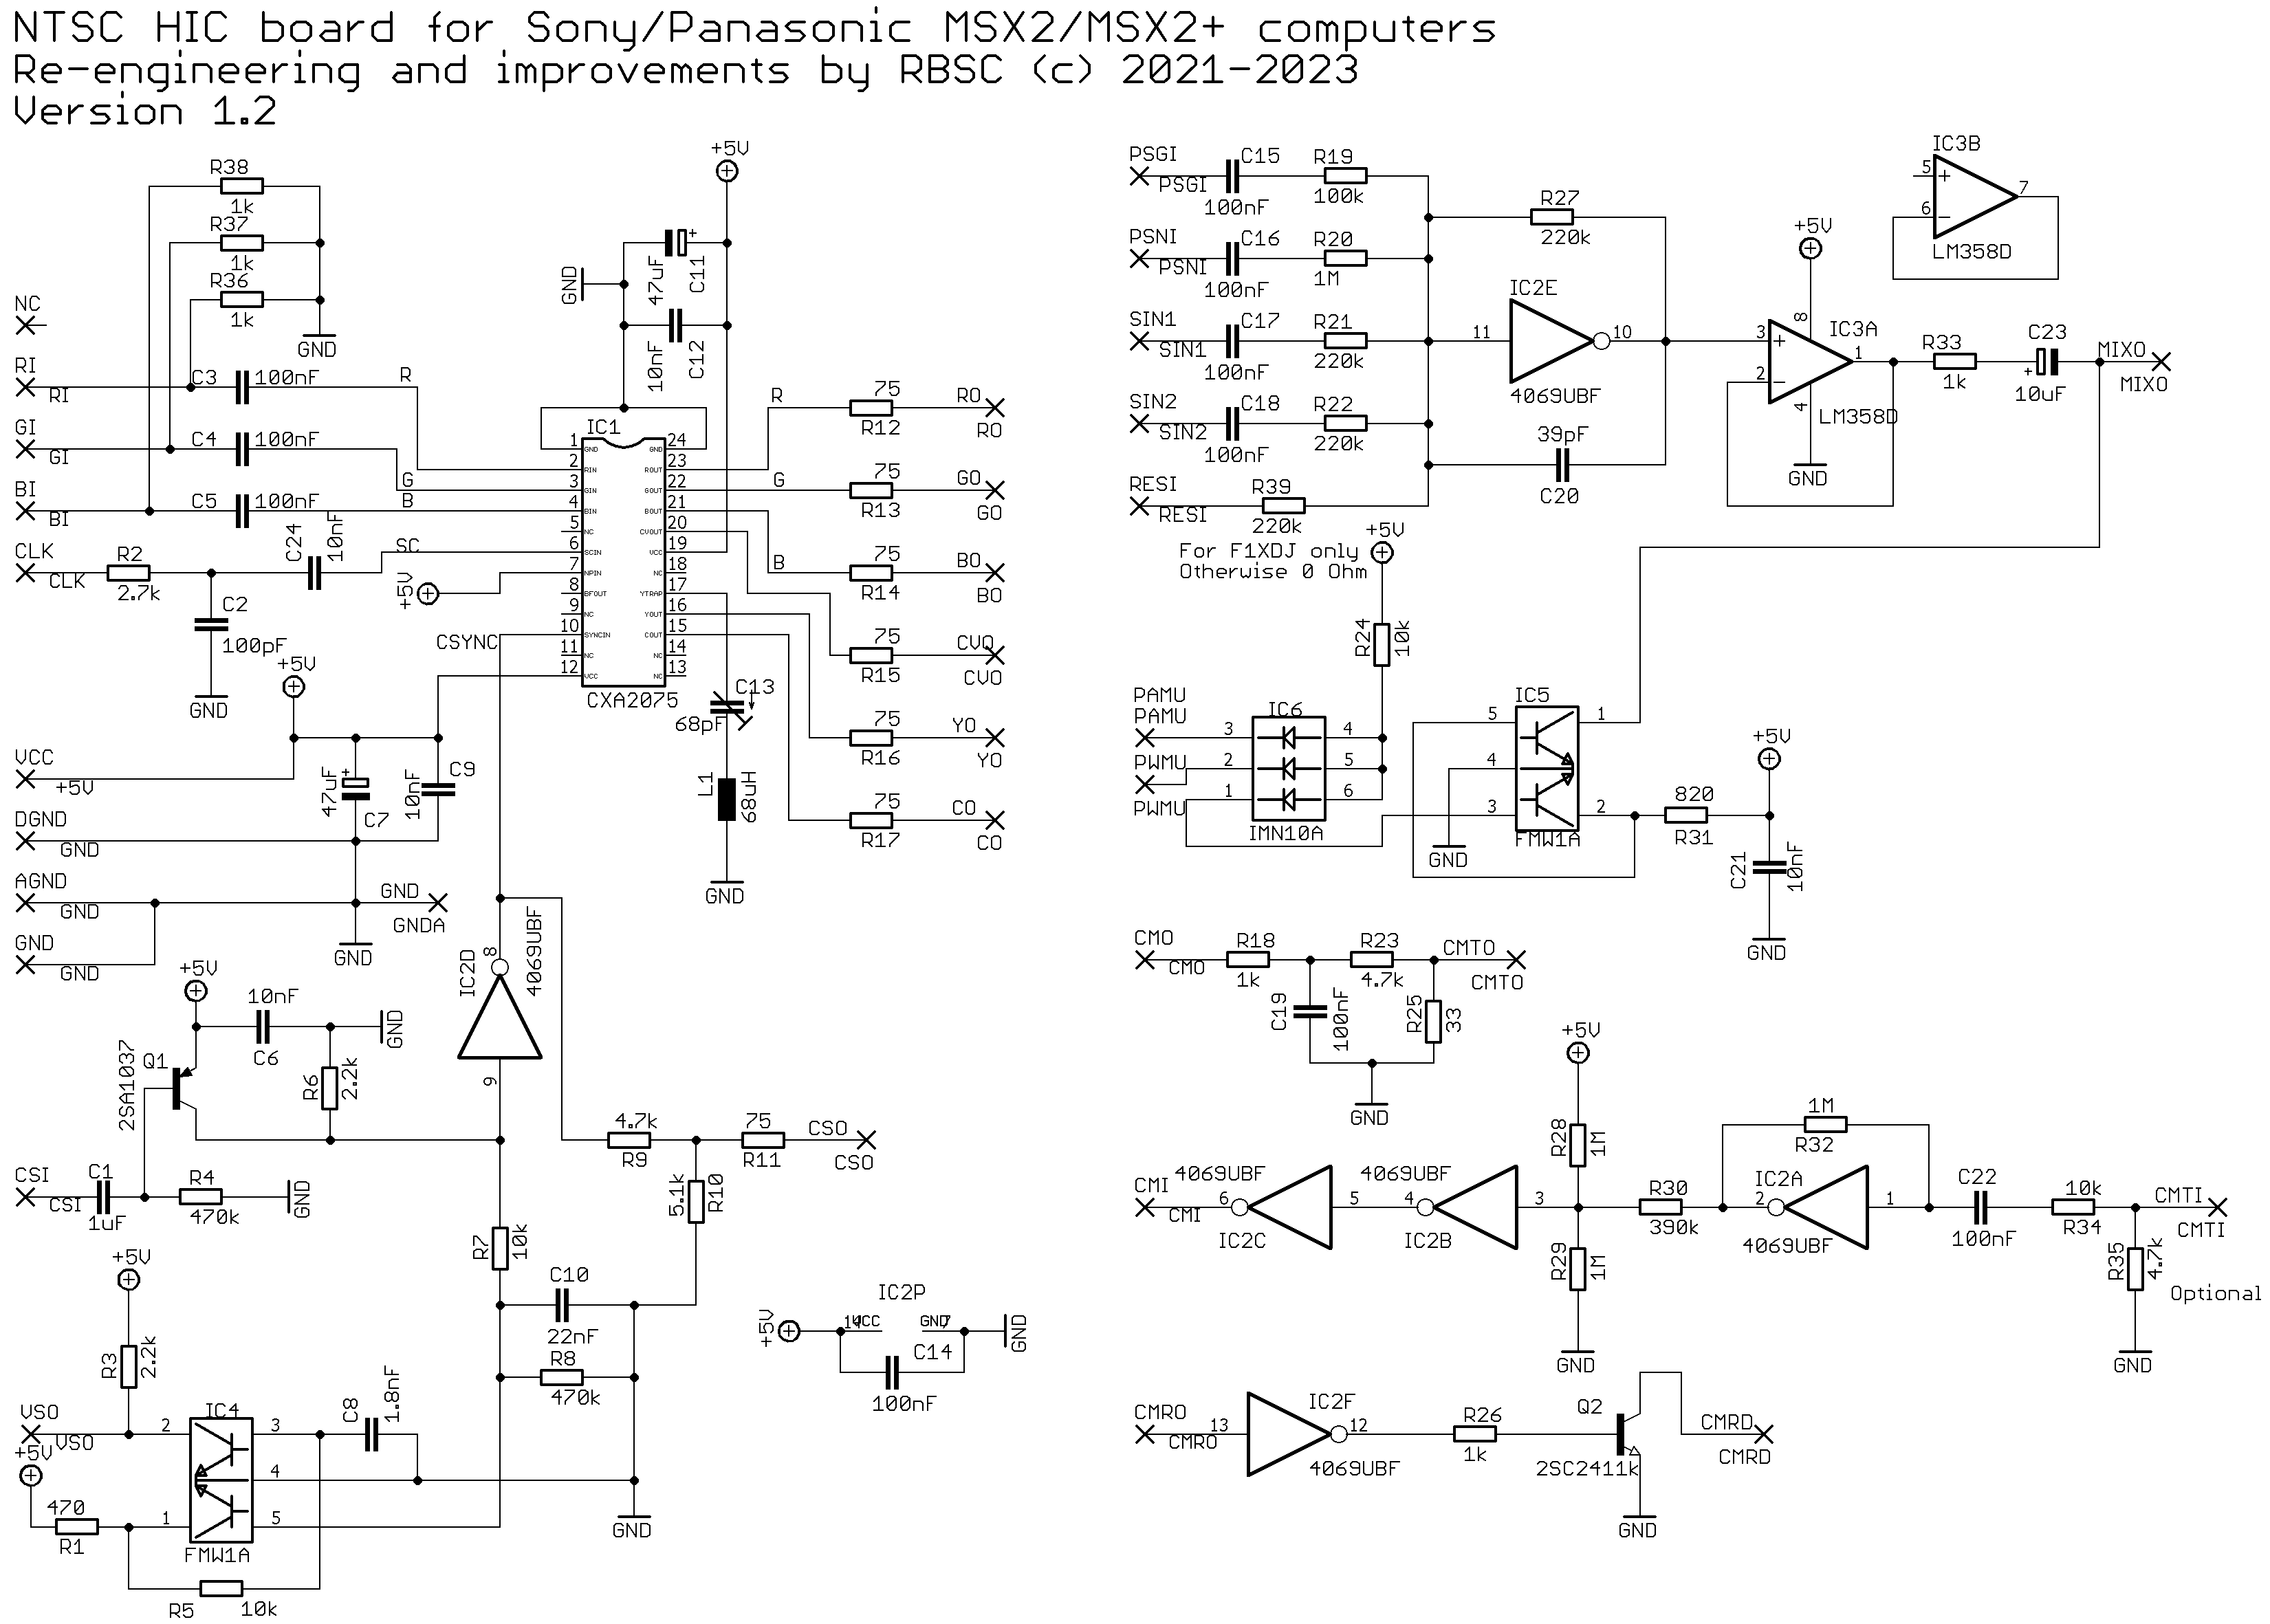 NTSC HIC board for Sony/Panasonic MSX2/MSX2+ computers
Re-engineering and improvements by RBSC (c) 2021-2023
Version 1.2
R38
1k
R37
1k
R36
1k
GND
NC
RI
RI
C3
100nF
R
GI
GI
C4
100nF
G
BI
BI
C5
100nF
B
CLK
CLK
R2
2.7k
C24
10nF
SC
C2
100pF
GND
+5V
+5V
GND
47uF
C11
+
10nF
C12
+5V
IC1
1
2
3
4
5
6
7
8
9
10
11
12
GND
RIN
GIN
BIN
NC
SCIN
NPIN
BFOUT
NC
SYNCIN
NC
VCC
24
23
22
21
20
19
18
17
16
15
14
13
GND
ROUT
GOUT
BOUT
CVOUT
VCC
NC
YTRAP
YOUT
COUT
NC
NC
CXA2075
CSYNC
R
75
R12
RO
RO
G
75
R13
GO
GO
B
75
R14
BO
BO
75
R15
CVO
CVO
75
R16
YO
YO
75
R17
CO
CO
C13
68pF
L1
68uH
GND
+5V
VCC
+5V
47uF
+
C7
10nF
C9
DGND
GND
AGND
GND
GND
GNDA
GND
GND
GND
+5V
10nF
C6
GND
Q1
2SA1037
R6
2.2k
IC2D
8
9
4069UBF
CSI
CSI
C1
1uF
R4
470k
GND
4.7k
R9
75
R11
CSO
CSO
5.1k
R10
R7
10k
C10
22nF
R8
470k
+5V
R3
2.2k
VSO
VSO
+5V
470
R1
IC4
2
1
3
4
5
FMW1A
C8
1.8nF
R5
10k
GND
IC2P
+5V
14
VCC
GND
7
GND
C14
100nF
PSGI
PSGI
C15
100nF
R19
100k
PSNI
PSNI
C16
100nF
R20
1M
SIN1
SIN1
C17
100nF
R21
220k
SIN2
SIN2
C18
100nF
R22
220k
RESI
RESI
R39
220k
For F1XDJ only
Otherwise 0 Ohm
R27
220k
IC2E
11
10
4069UBF
39pF
C20
+5V
3
2
+
-
8
4
1
IC3A
LM358D
GND
IC3B
5
6
+
-
7
LM358D
R33
1k
C23
+
10uF
MIXO
MIXO
+5V
R24
10k
PAMU
PAMU
PWMU
PWMU
IC6
3
2
1
4
5
6
IMN10A
IC5
5
4
3
1
2
FMW1A
GND
820
R31
+5V
C21
10nF
GND
CMO
CMO
R18
1k
R23
4.7k
CMTO
CMTO
C19
100nF
R25
33
GND
+5V
R28
1M
R29
1M
GND
CMI
CMI
4069UBF
6
5
IC2C
4069UBF
4
3
IC2B
R30
390k
1M
R32
IC2A
2
1
4069UBF
C22
100nF
10k
R34
CMTI
CMTI
R35
4.7k
Optional
GND
CMRO
CMRO
13
IC2F
12
4069UBF
R26
1k
Q2
2SC2411k
CMRD
CMRD
GND